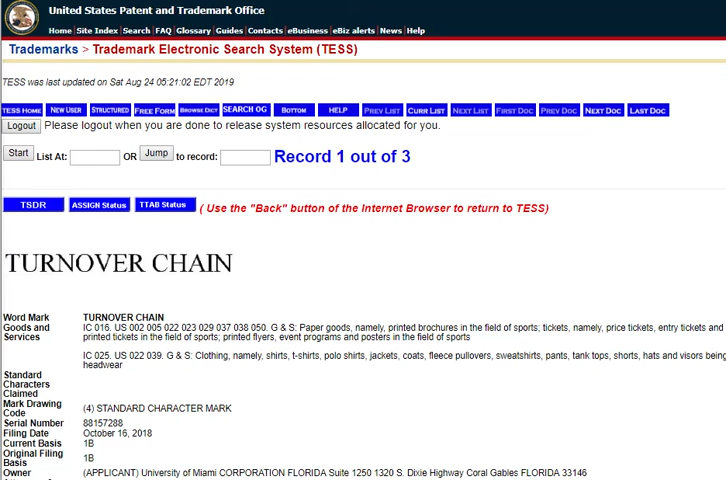 United States Patent and Trademark Office
Home | Site Index | Search | FAQ | Glossary | Guides | Contacts | eBusiness | eBiz alerts | News | Help
Trademarks > Trademark Electronic Search System (TESS)
TESS was last updated on Sat Aug 24 05:21:02 EDT 2019
TESS HOME NEW USER STRUCTURED FREE FORM BROWSE DICT SEARCH OG BOTTOM HELP PREV LIST CURR LIST NEXT LIST FIRST DOC PREV DOC NEXT DOC LAST DOC
Logout Please logout when you are done to release system resources allocated for you.
Start List At: OR Jump to record: Record 1 out of 3
TSDR ASSIGN Status TTAB Status ( Use the "Back" button of the Internet Browser to return to TESS)
TURNOVER CHAIN
Word Mark TURNOVER CHAIN
Goods and Services IC 016. US 002 005 022 023 029 037 038 050. G & S: Paper goods, namely, printed brochures in the field of sports; tickets, namely, price tickets, entry tickets and
printed tickets in the field of sports; printed flyers, event programs and posters in the field of sports
IC 025. US 022 039. G & S: Clothing, namely, shirts, t-shirts, polo shirts, jackets, coats, fleece pullovers, sweatshirts, pants, tank tops, shorts, hats and visors being
headwear
Standard
Characters
Claimed
Mark Drawing
Code (4) STANDARD CHARACTER MARK
Serial Number 88157288
Filing Date October 16, 2018
Current Basis 1B
Original Filing
Basis 1B
Owner (APPLICANT) University of Miami CORPORATION FLORIDA Suite 1250 1320 S. Dixie Highway Coral Gables FLORIDA 33146